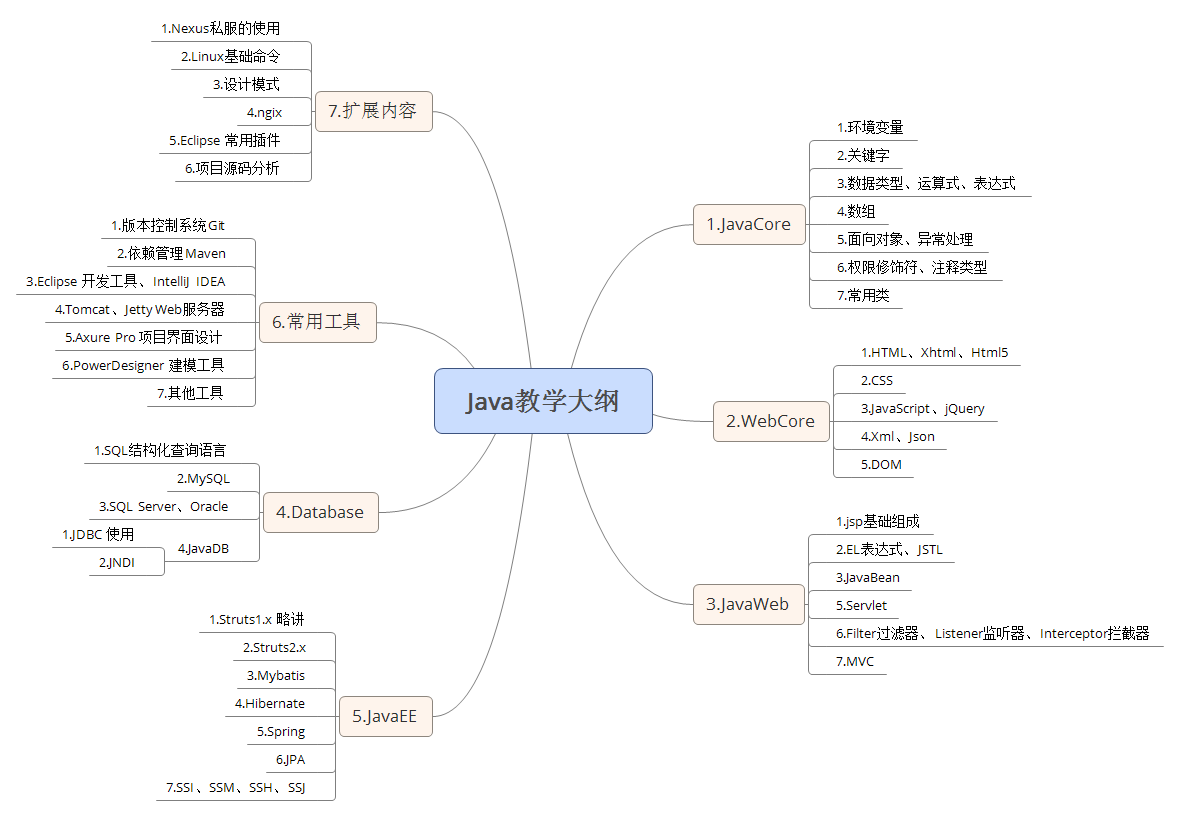 Java教学大纲
1.JavaCore
1.环境变量
2.关键字
3.数据类型、运算式、表达式
4.数组
5.面向对象、异常处理
6.权限修饰符、注释类型
7.常用类
2.WebCore
1.HTML、Xhtml、Html5
2.CSS
3.JavaScript、jQuery
4.Xml、Json
5.DOM
3.JavaWeb
1.jsp基础组成
2.EL表达式、JSTL
3.JavaBean
5.Servlet
6.Filter过滤器、Listener监听器、Interceptor拦截器
7.MVC
4.Database
1.SQL结构化查询语言
2.MySQL
3.SQL Server、Oracle
4.JavaDB
1.JDBC 使用
2.JNDI
5.JavaEE
1.Struts1.x 略讲
2.Struts2.x
3.Mybatis
4.Hibernate
5.Spring
6.JPA
7.SSI、SSM、SSH、SSJ
6.常用工具
1.版本控制系统Git
2.依赖管理Maven
3.Eclipse 开发工具、IntelliJ IDEA
4.Tomcat、Jetty Web服务器
5.Axure Pro 项目界面设计
6.PowerDesigner 建模工具
7.其他工具
7.扩展内容
1.Nexus私服的使用
2.Linux基础命令
3.设计模式
4.ngix
5.Eclipse 常用插件
6.项目源码分析